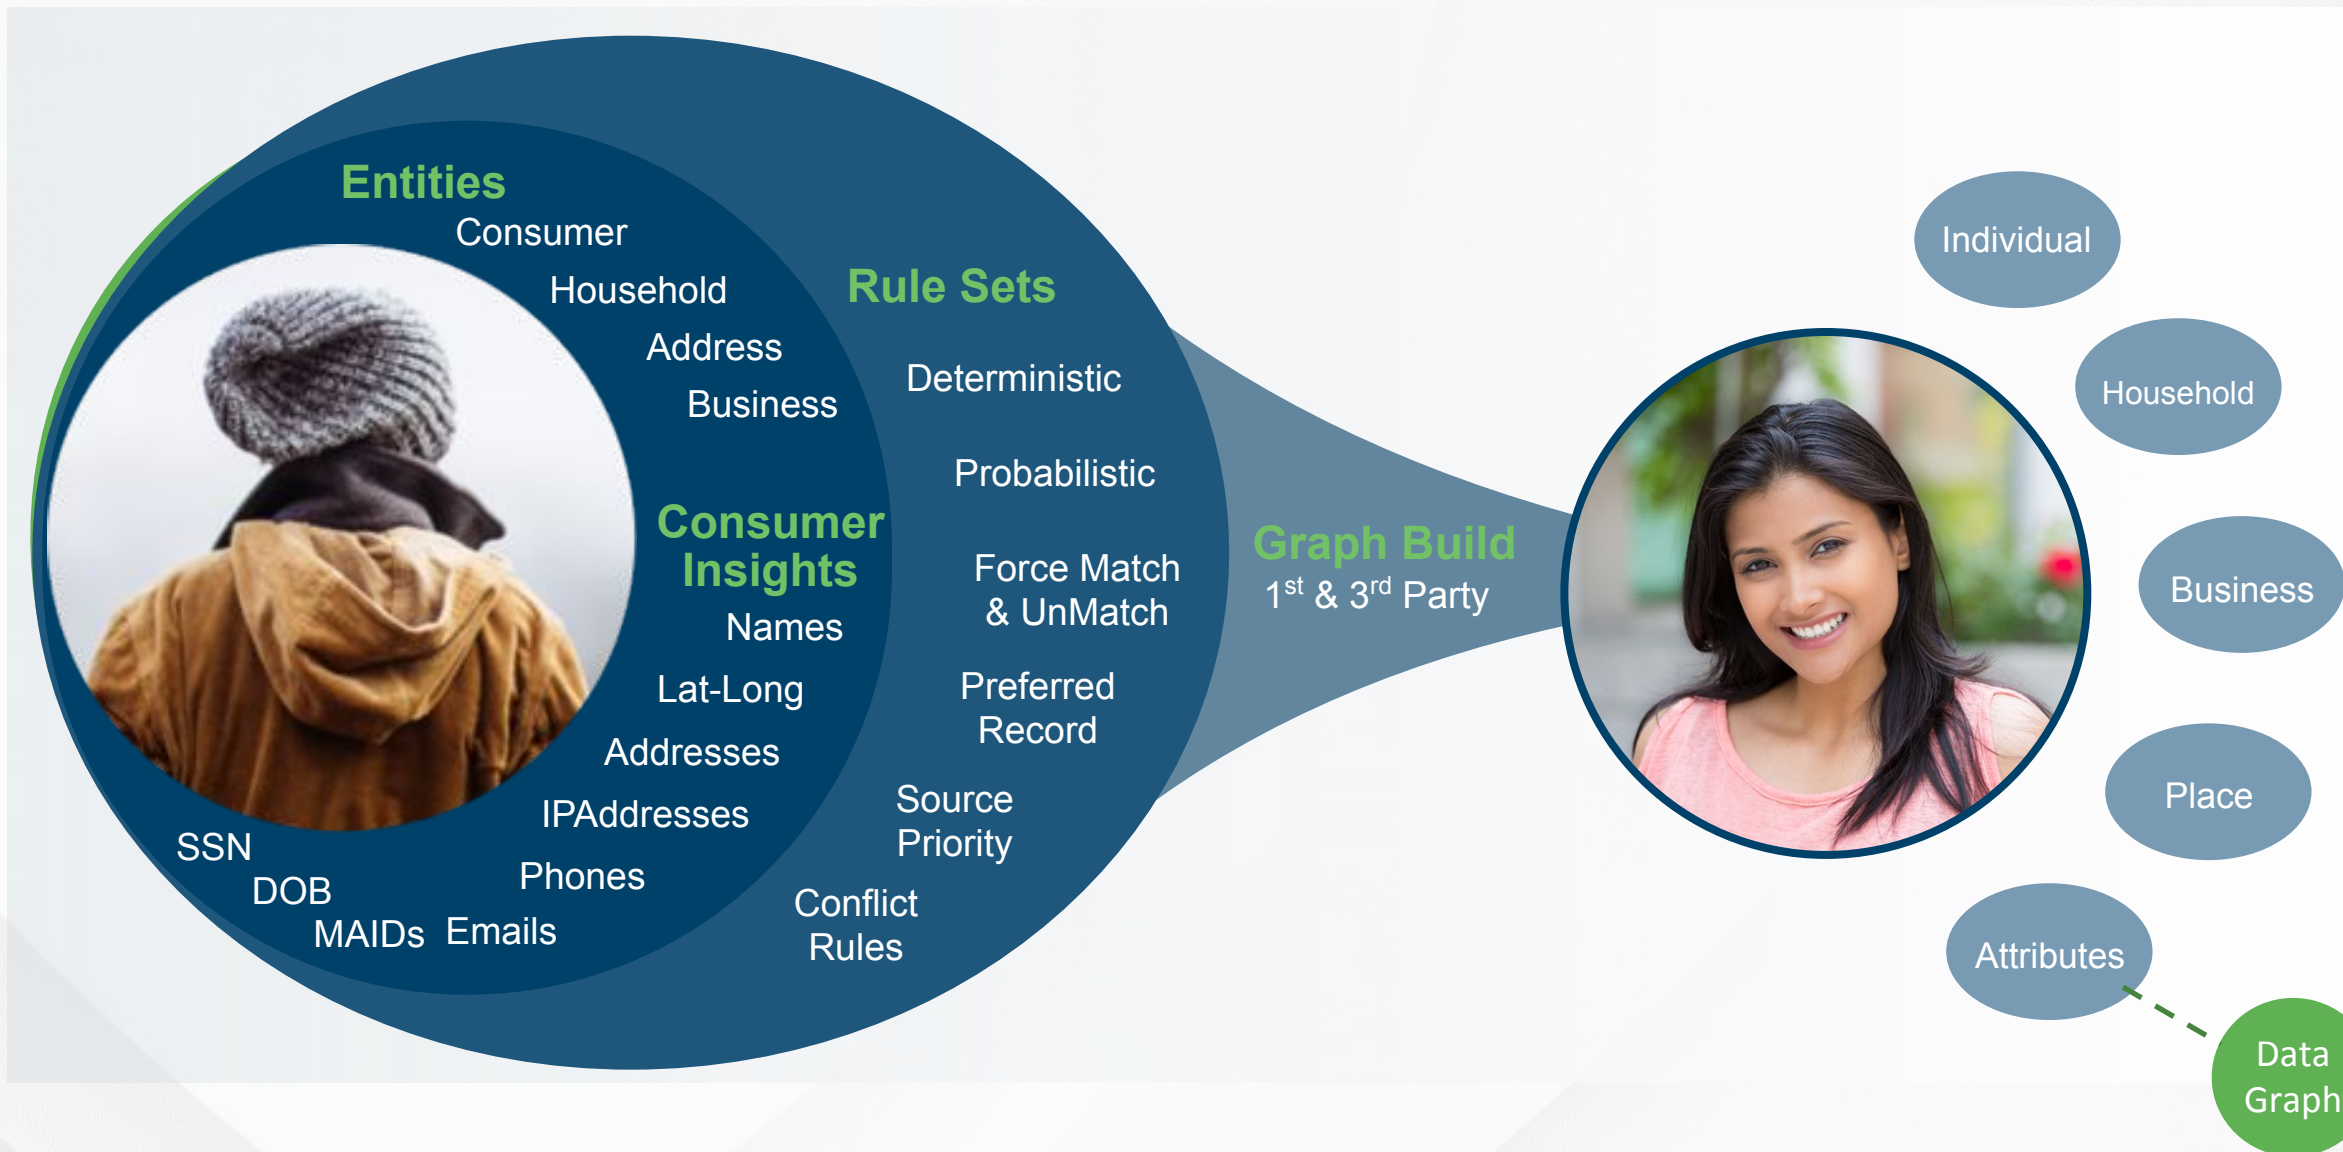 Entities
Consumer
Household
Address
Business
Consumer
Insights
Names
Lat-Long
Addresses
IPAddresses
Phones
Emails
MAIDs
DOB
SSN
Rule Sets
Deterministic
Probabilistic
Force Match
& UnMatch
Preferred
Record
Source
Priority
Conflict
Rules
Graph Build
1st & 3rd Party
Individual
Household
Business
Place
Attributes
Data
Graph